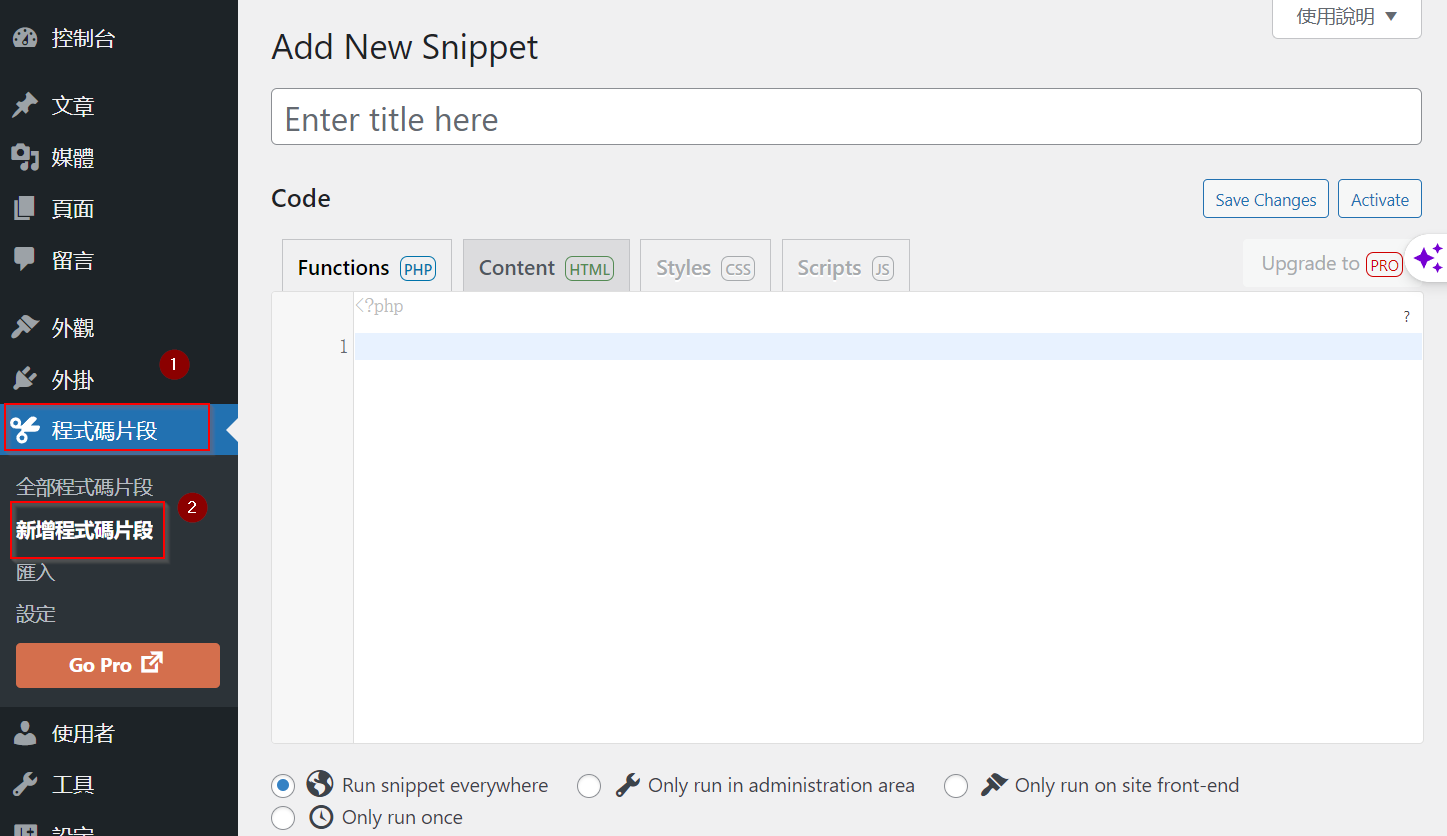 控制台
文章
媒體
頁面
留言
外觀
外掛
1
程式碼片段
全部程式碼片段
2
新增程式碼片段
匯入
設定
Go Pro
使用者
工具
設定
使用說明 ▼
Add New Snippet
Enter title here
Code
Save Changes
Activate
Functions PHP
Content HTML
Styles CSS
Scripts JS
Upgrade to PRO
<?php
?
1
Run snippet everywhere
Only run in administration area
Only run on site front-end
Only run once